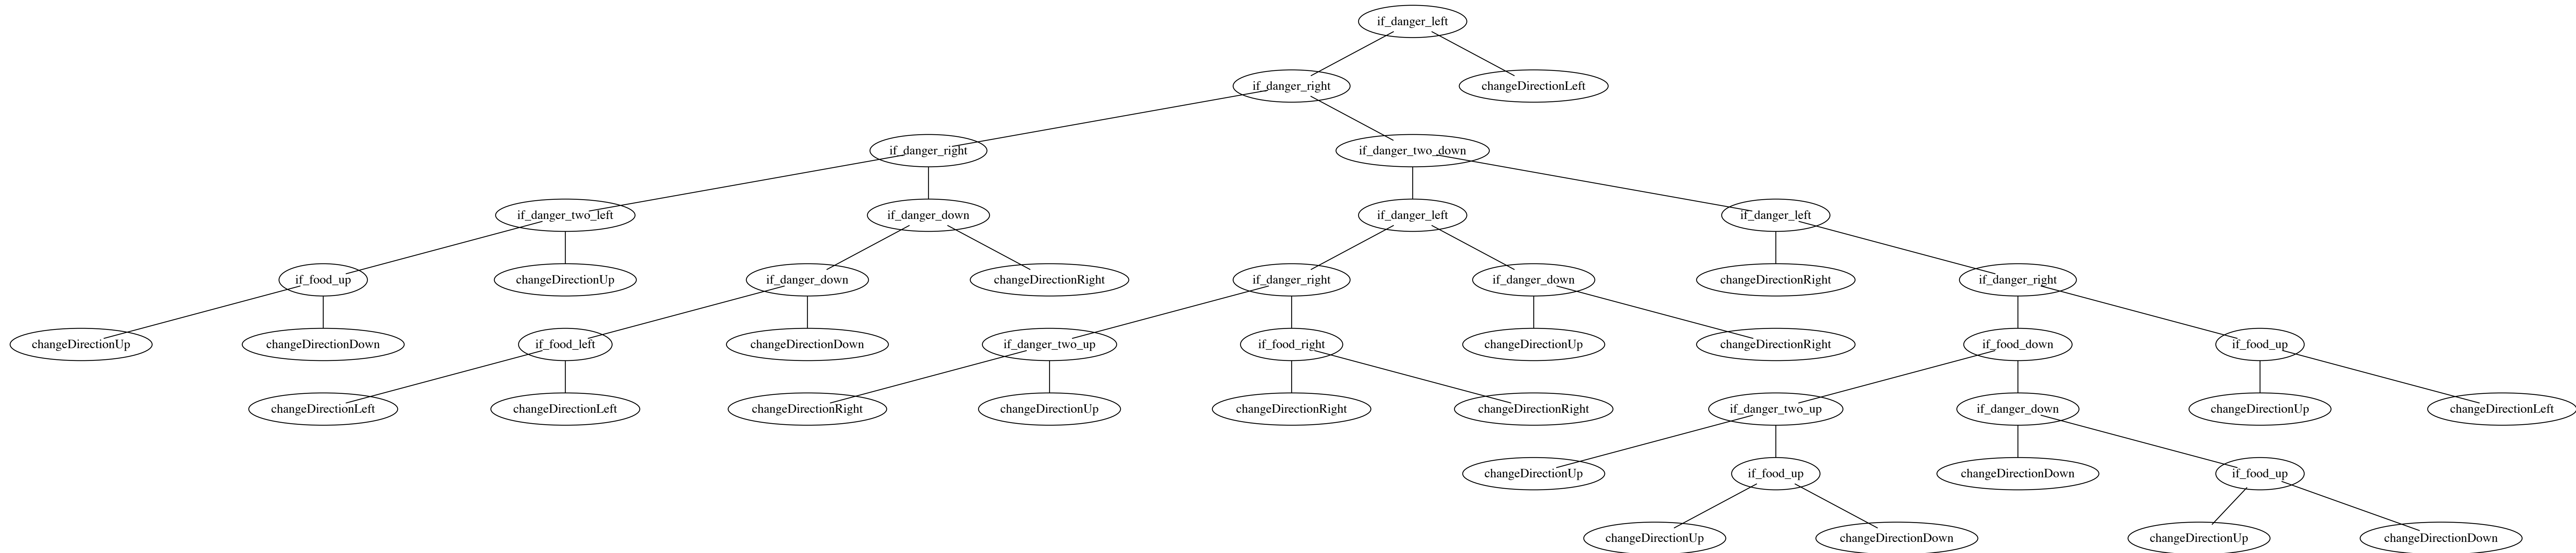 if_danger_left
if_danger_right
changeDirectionLeft
if_danger_right
if_danger_two_down
if_danger_two_left
if_danger_down
if_danger_left
if_danger_left
if_food_up
changeDirectionUp
if_danger_down
changeDirectionRight
if_danger_right
if_danger_down
changeDirectionRight
if_danger_right
changeDirectionUp
changeDirectionDown
if_food_left
changeDirectionDown
if_danger_two_up
if_food_right
changeDirectionUp
changeDirectionRight
if_food_down
if_food_up
changeDirectionLeft
changeDirectionLeft
changeDirectionRight
changeDirectionUp
changeDirectionRight
changeDirectionRight
if_danger_two_up
if_danger_down
changeDirectionUp
changeDirectionLeft
changeDirectionUp
if_food_up
changeDirectionDown
if_food_up
changeDirectionUp
changeDirectionDown
changeDirectionUp
changeDirectionDown